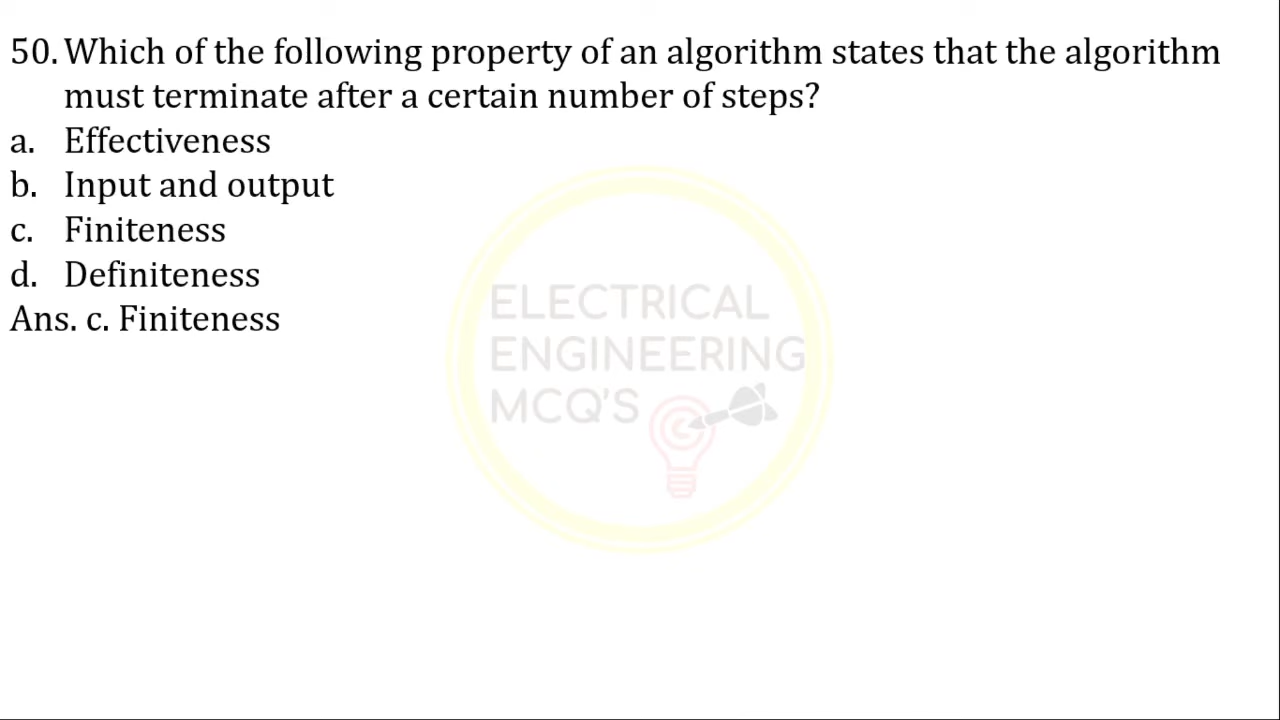 50. Which of the following property of an algorithm states that the algorithm
must terminate after a certain number of steps?
a. Effectiveness
b. Input and output
c. Finiteness
d. Definiteness
Ans. c. Finiteness
ELECTRICAL
ENGINEERING
MCQ'S